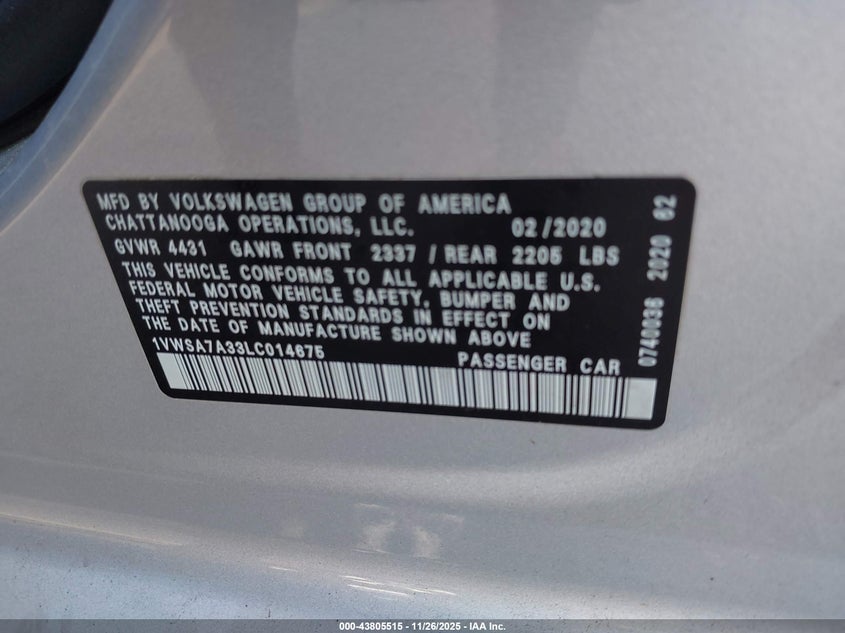 MFD BY VOLKSWAGEN GROUP OF AMERICA
CHATTANOOGA OPERATIONS, LLC. 02/2020
GVWR 4431 GAWR FRONT 2337 / REAR 2205 LBS
THIS VEHICLE CONFORMS TO ALL APPLICABLE U.S.
FEDERAL MOTOR VEHICLE SAFETY, BUMPER AND
THEFT PREVENTION STANDARDS IN EFFECT ON
THE DATE OF MANUFACTURE SHOWN ABOVE
1VWSA7A33LC014675 PASSENGER CAR
0740036 2020 02
000-43805515 - 11/26/2025 - IAA Inc.